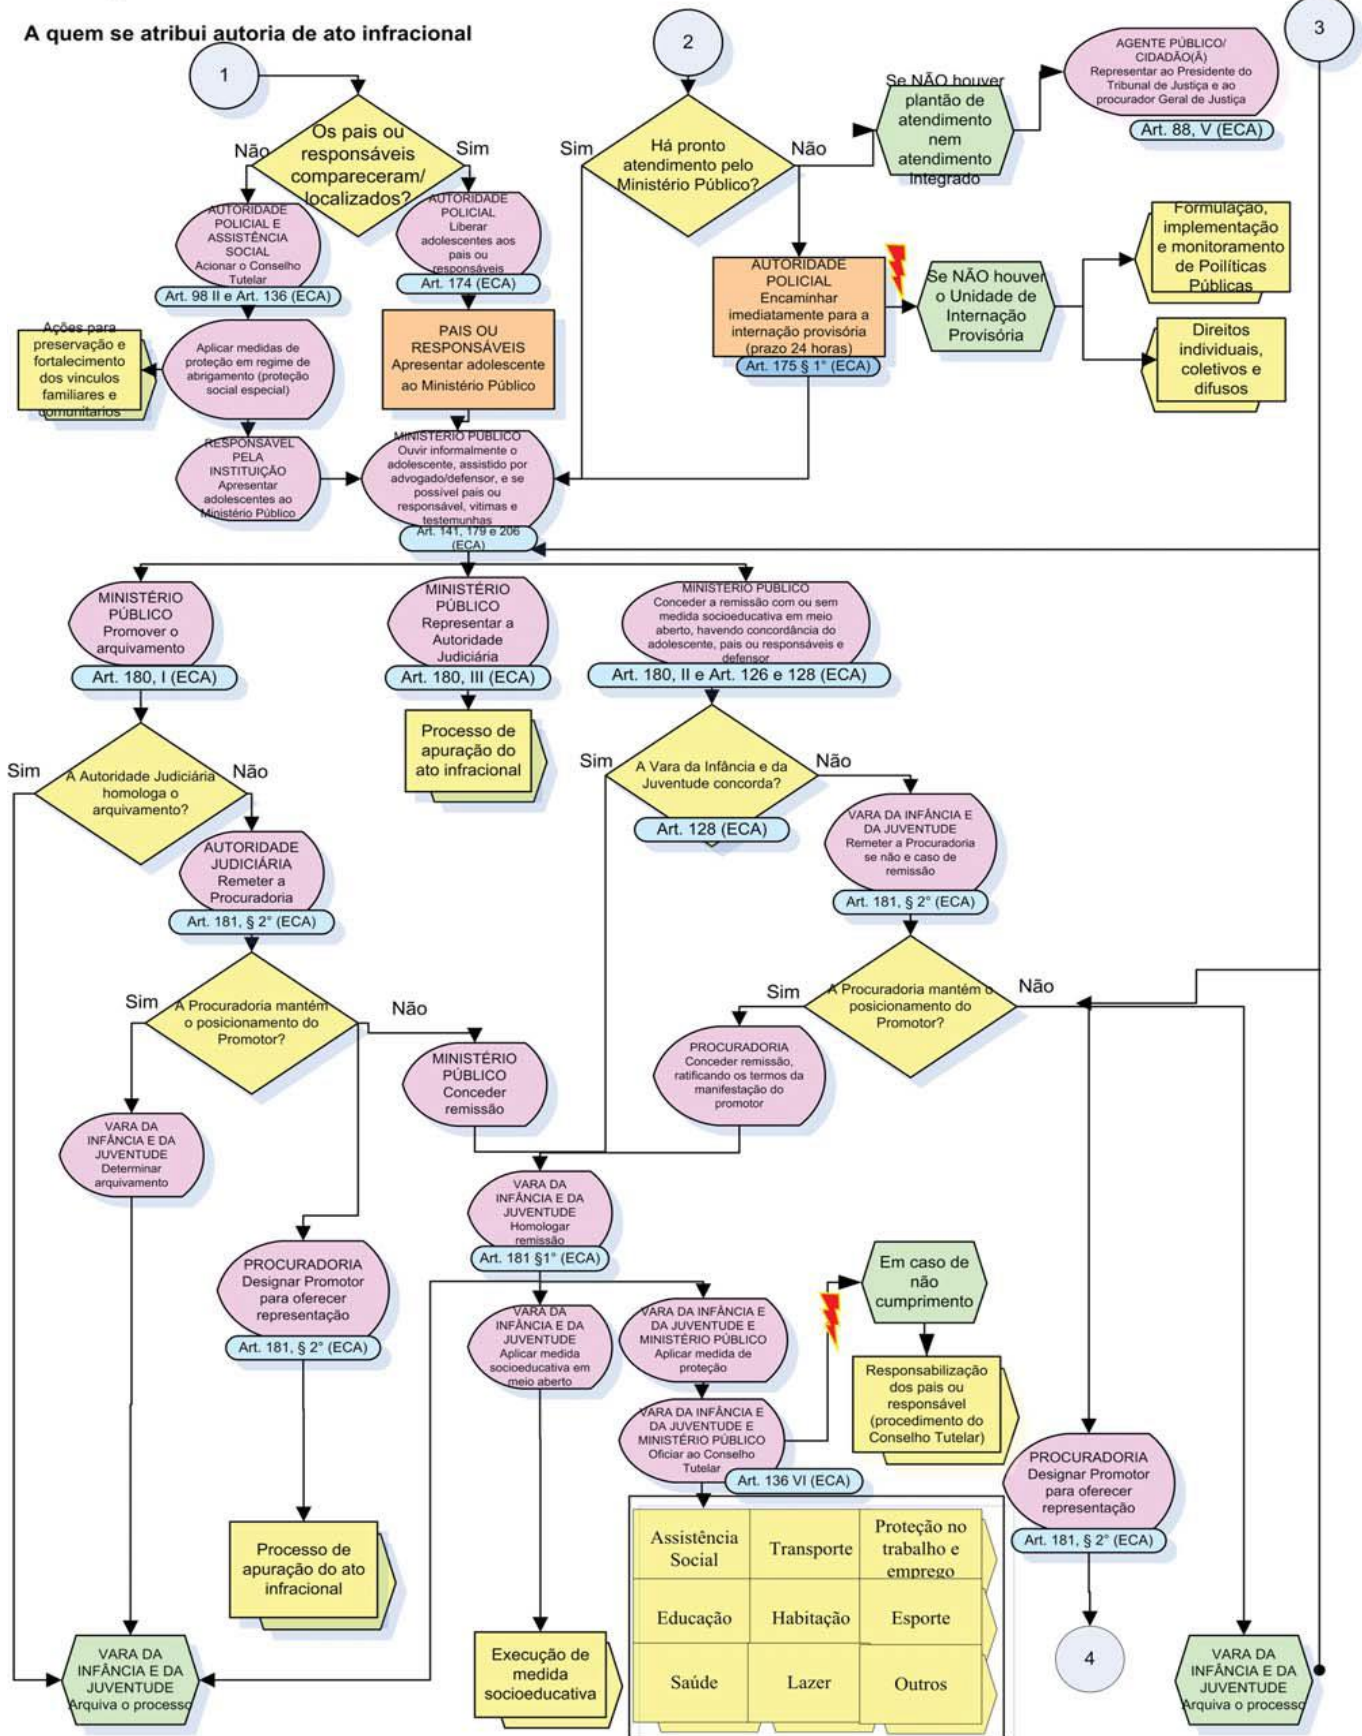 A quem se atribui autoria de ato infracional
1
2
3
Os pais ou
responsáveis
compareceram/
localizados?
Não
Sim
AUTORIDADE
POLICIAL E
ASSISTÊNCIA
SOCIAL
Acionar o Conselho
Tutelar
Art. 98 II e Art. 136 (ECA)
AUTORIDADE
POLICIAL
Liberar
adolescentes aos
pais ou
responsáveis
Art. 174 (ECA)
Ações para
preservação e
fortalecimento
dos vinculos
familiares e
comunitarios
Aplicar medidas de
proteção em regime de
abrigamento (proteção
social especial)
PAIS OU
RESPONSÁVEIS
Apresentar adolescente
ao Ministério Público
RESPONSÁVEL
PELA
INSTITUIÇÃO
Apresentar
adolescentes ao
Ministério Público
MINISTÉRIO PÚBLICO
Ouvir informalmente o
adolescente, assistido por
advogado/defensor, e se
possível pais ou
responsável, vitimas e
testemunhas
Art. 141, 179 e 206
(ECA)
Há pronto
atendimento pelo
Ministério Público?
Sim
Não
Se NÃO houver
plantão de
atendimento
nem
atendimento
Integrado
AGENTE PÚBLICO/
CIDADÃO(Ã)
Representar ao Presidente do
Tribunal de Justiça e ao
procurador Geral de Justiça
Art. 88, V (ECA)
AUTORIDADE
POLICIAL
Encaminhar
imediatamente para a
internação provisória
(prazo 24 horas)
Art. 175 § 1° (ECA)
Se NÃO houver
o Unidade de
Internação
Provisória
Formulação,
implementação
e monitoramento
de Poilíticas
Públicas
Direitos
individuais,
coletivos e
difusos
MINISTÉRIO
PÚBLICO
Promover o
arquivamento
Art. 180, I (ECA)
MINISTÉRIO
PÚBLICO
Representar a
Autoridade
Judiciária
Art. 180, III (ECA)
MINISTÉRIO PÚBLICO
Conceder a remissão com ou sem
medida socioeducativa em meio
aberto, havendo concordância do
adolescente, pais ou responsáveis e
defensor
Art. 180, II e Art. 126 e 128 (ECA)
Processo de
apuração do
ato infracional
A Autoridade Judiciária
homologa o
arquivamento?
Sim
Não
AUTORIDADE
JUDICIÁRIA
Remeter a
Procuradoria
Art. 181, § 2° (ECA)
A Vara da Infância e da
Juventude concorda?
Art. 128 (ECA)
Sim
Não
VARA DA INFÂNCIA E
DA JUVENTUDE
Remeter a Procuradoria
se não e caso de
remissão
Art. 181, § 2° (ECA)
A Procuradoria mantém
o posicionamento do
Promotor?
Sim
Não
MINISTÉRIO
PÚBLICO
Conceder
remissão
A Procuradoria mantém o
posicionamento do
Promotor?
Sim
Não
PROCURADORIA
Conceder remissão,
ratificando os termos da
manifestação do
promotor
VARA DA
INFÂNCIA E DA
JUVENTUDE
Determinar
arquivamento
VARA DA
INFÂNCIA E DA
JUVENTUDE
Homologar
remissão
Art. 181 §1° (ECA)
PROCURADORIA
Designar Promotor
para oferecer
representação
Art. 181, § 2° (ECA)
VARA DA
INFÂNCIA E DA
JUVENTUDE
Aplicar medida
socioeducativa em
meio aberto
VARA DA INFÂNCIA E
DA JUVENTUDE E
MINISTÉRIO PÚBLICO
Aplicar medida de
proteção
VARA DA INFÂNCIA E
DA JUVENTUDE E
MINISTÉRIO PÚBLICO
Oficiar ao Conselho
Tutelar
Art. 136 VI (ECA)
Em caso de
não
cumprimento
Responsabilização
dos pais ou
responsável
(procedimento do
Conselho Tutelar)
PROCURADORIA
Designar Promotor
para oferecer
representação
Art. 181, § 2° (ECA)
Processo de
apuração do ato
infracional
Assistência
Social
Transporte
Proteção no
trabalho e
emprego
Educação
Habitação
Esporte
Saúde
Lazer
Outros
VARA DA
INFÂNCIA E DA
JUVENTUDE
Arquiva o processo
Execução de
medida
socioeducativa
4
VARA DA
INFÂNCIA E DA
JUVENTUDE
Arquiva o processo